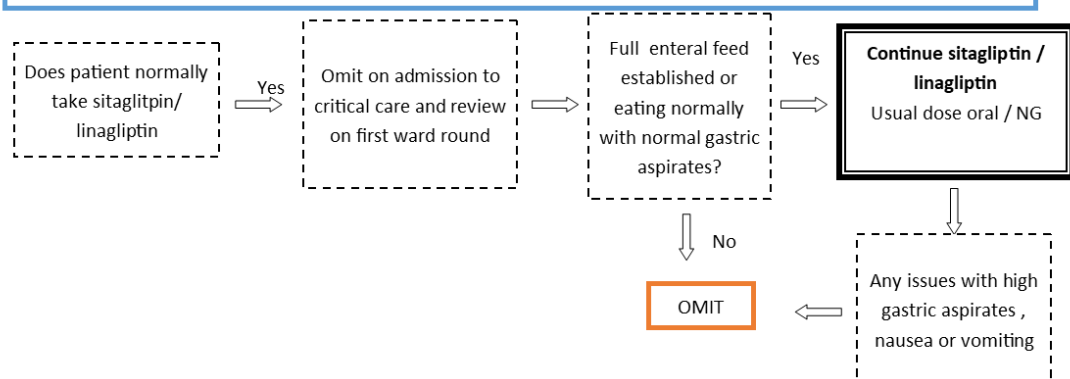 Does patient normally
take sitaglitpin/
linagliptin
Yes
Omit on admission to
critical care and review
on first ward round
Full enteral feed
established or
eating normally
with normal gastric
aspirates?
Yes
Continue sitagliptin /
linagliptin
Usual dose oral / NG
No
OMIT
Any issues with high
gastric aspirates ,
nausea or vomiting